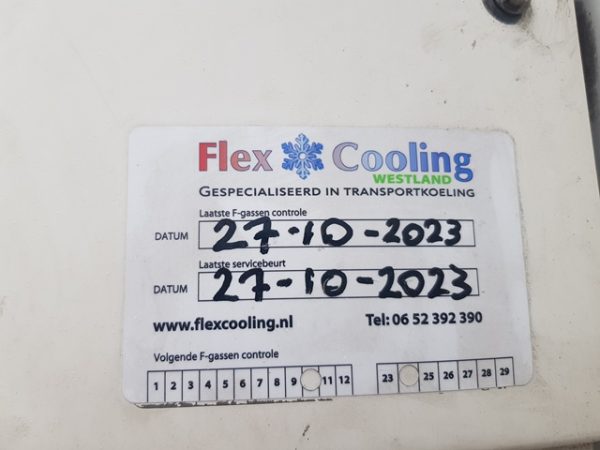 Flex Cooling
WESTLAND
GESPECIALISEERD IN TRANSPORTKOELING
Laatste F-gassen controle
DATUM 27-10-2023
Laatste servicebeurt
DATUM 27-10-2023
www.flexcooling.nl Tel: 06 52 392 390
Volgende F-gassen controle
1 2 3 4 5 6 7 8 9 11 12 23 25 26 27 28 29